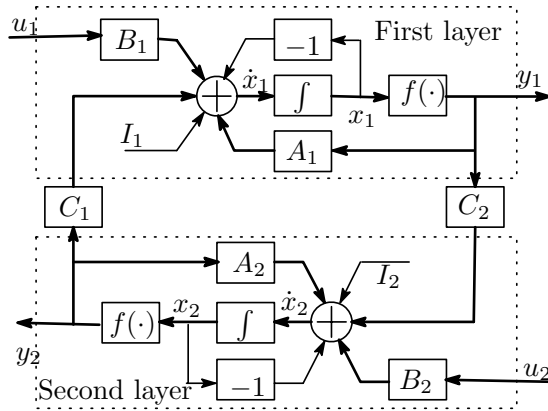 u₁
B₁
-1
First layer
ẋ₁
∫
x₁
f(·)
y₁
I₁
A₁
C₁
C₂
A₂
I₂
y₂
f(·)
x₂
∫
ẋ₂
Second layer
-1
B₂
u₂